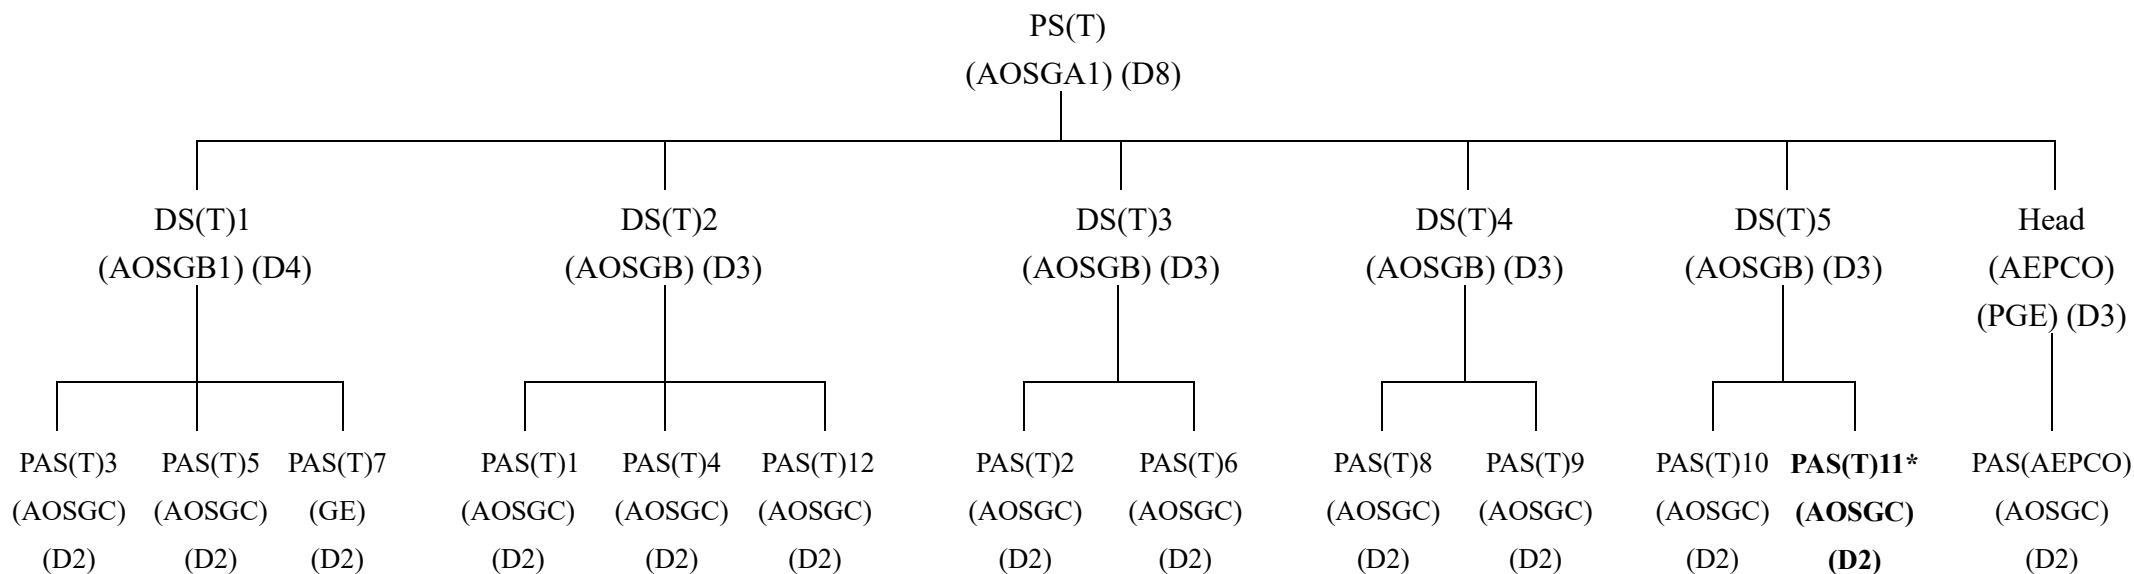 PS(T)
(AOSGA1) (D8)
DS(T)1 DS(T)2 DS(T)3 DS(T)4 DS(T)5 Head
(AOSGB1) (D4) (AOSGB) (D3) (AOSGB) (D3) (AOSGB) (D3) (AOSGB) (D3) (AEPCO)
(PGE) (D3)
PAS(T)3 PAS(T)5 PAS(T)7 PAS(T)1 PAS(T)4 PAS(T)12 PAS(T)2 PAS(T)6 PAS(T)8 PAS(T)9 PAS(T)10 PAS(T)11* PAS(AEPCO)
(AOSGC) (AOSGC) (GE) (AOSGC) (AOSGC) (AOSGC) (AOSGC) (AOSGC) (AOSGC) (AOSGC) (AOSGC) (AOSGC) (AOSGC)
(D2) (D2) (D2) (D2) (D2) (D2) (D2) (D2) (D2) (D2) (D2) (D2) (D2)